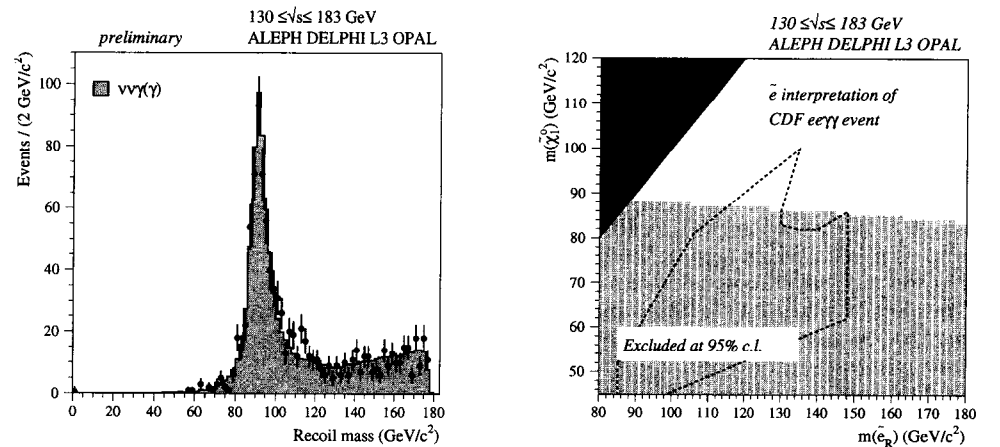 130 ≤√s ≤ 183 GeV
preliminary ALEPH DELPHI L3 OPAL
Events / (2 GeV/c²)
ννγ(γ)
100
80
60
40
20
0
0 20 40 60 80 100 120 140 160 180
Recoil mass (GeV/c²)
130 ≤√s ≤ 183 GeV
ALEPH DELPHI L3 OPAL
m(χ̃₁⁰) (GeV/c²)
120
110
100
90
80
70
60
50
ẽ interpretation of
CDF eeγγ event
Excluded at 95% c.l.
80 90 100 110 120 130 140 150 160 170 180
m(ẽ_R) (GeV/c²)